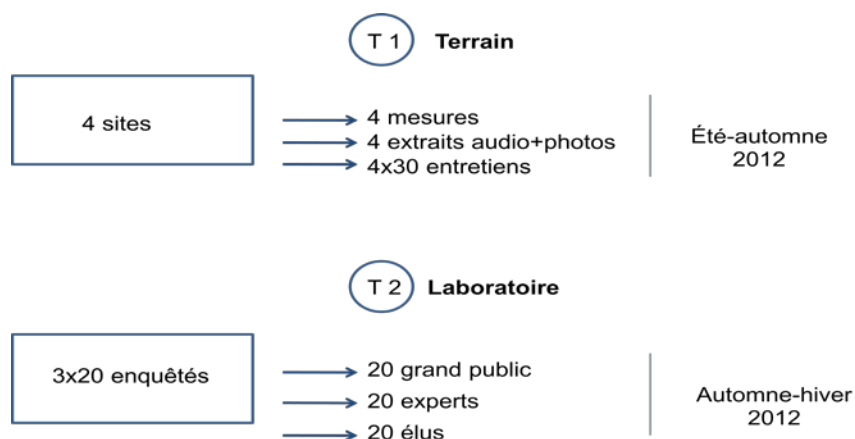 T 1 Terrain
4 sites
4 mesures
4 extraits audio+photos
4x30 entretiens
Été-automne
2012
T 2 Laboratoire
3x20 enquêtés
20 grand public
20 experts
20 élus
Automne-hiver
2012